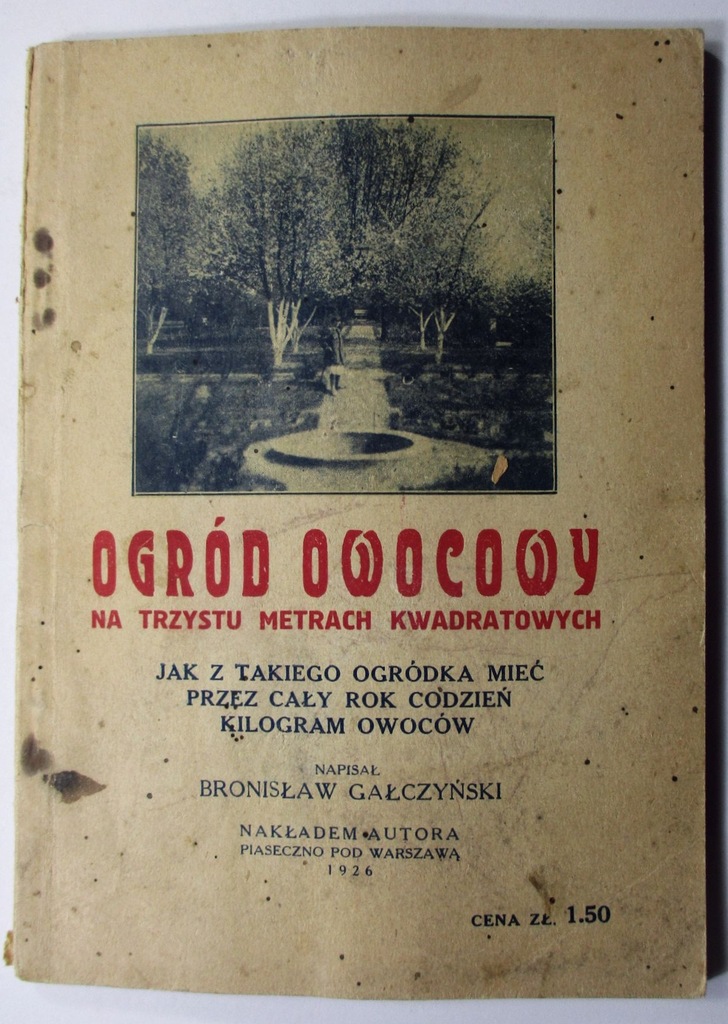 OGRÓD OWOCOWY
NA TRZYSTU METRACH KWADRATOWYCH
JAK Z TAKIEGO OGRÓDKA MIEĆ
PRZEZ CAŁY ROK CODZIEŃ
KILOGRAM OWOCÓW
NAPISAŁ
BRONISŁAW GAŁCZYŃSKI
NAKŁADEM AUTORA
PIASECZNO POD WARSZAWĄ
1926
CENA ZŁ. 1.50